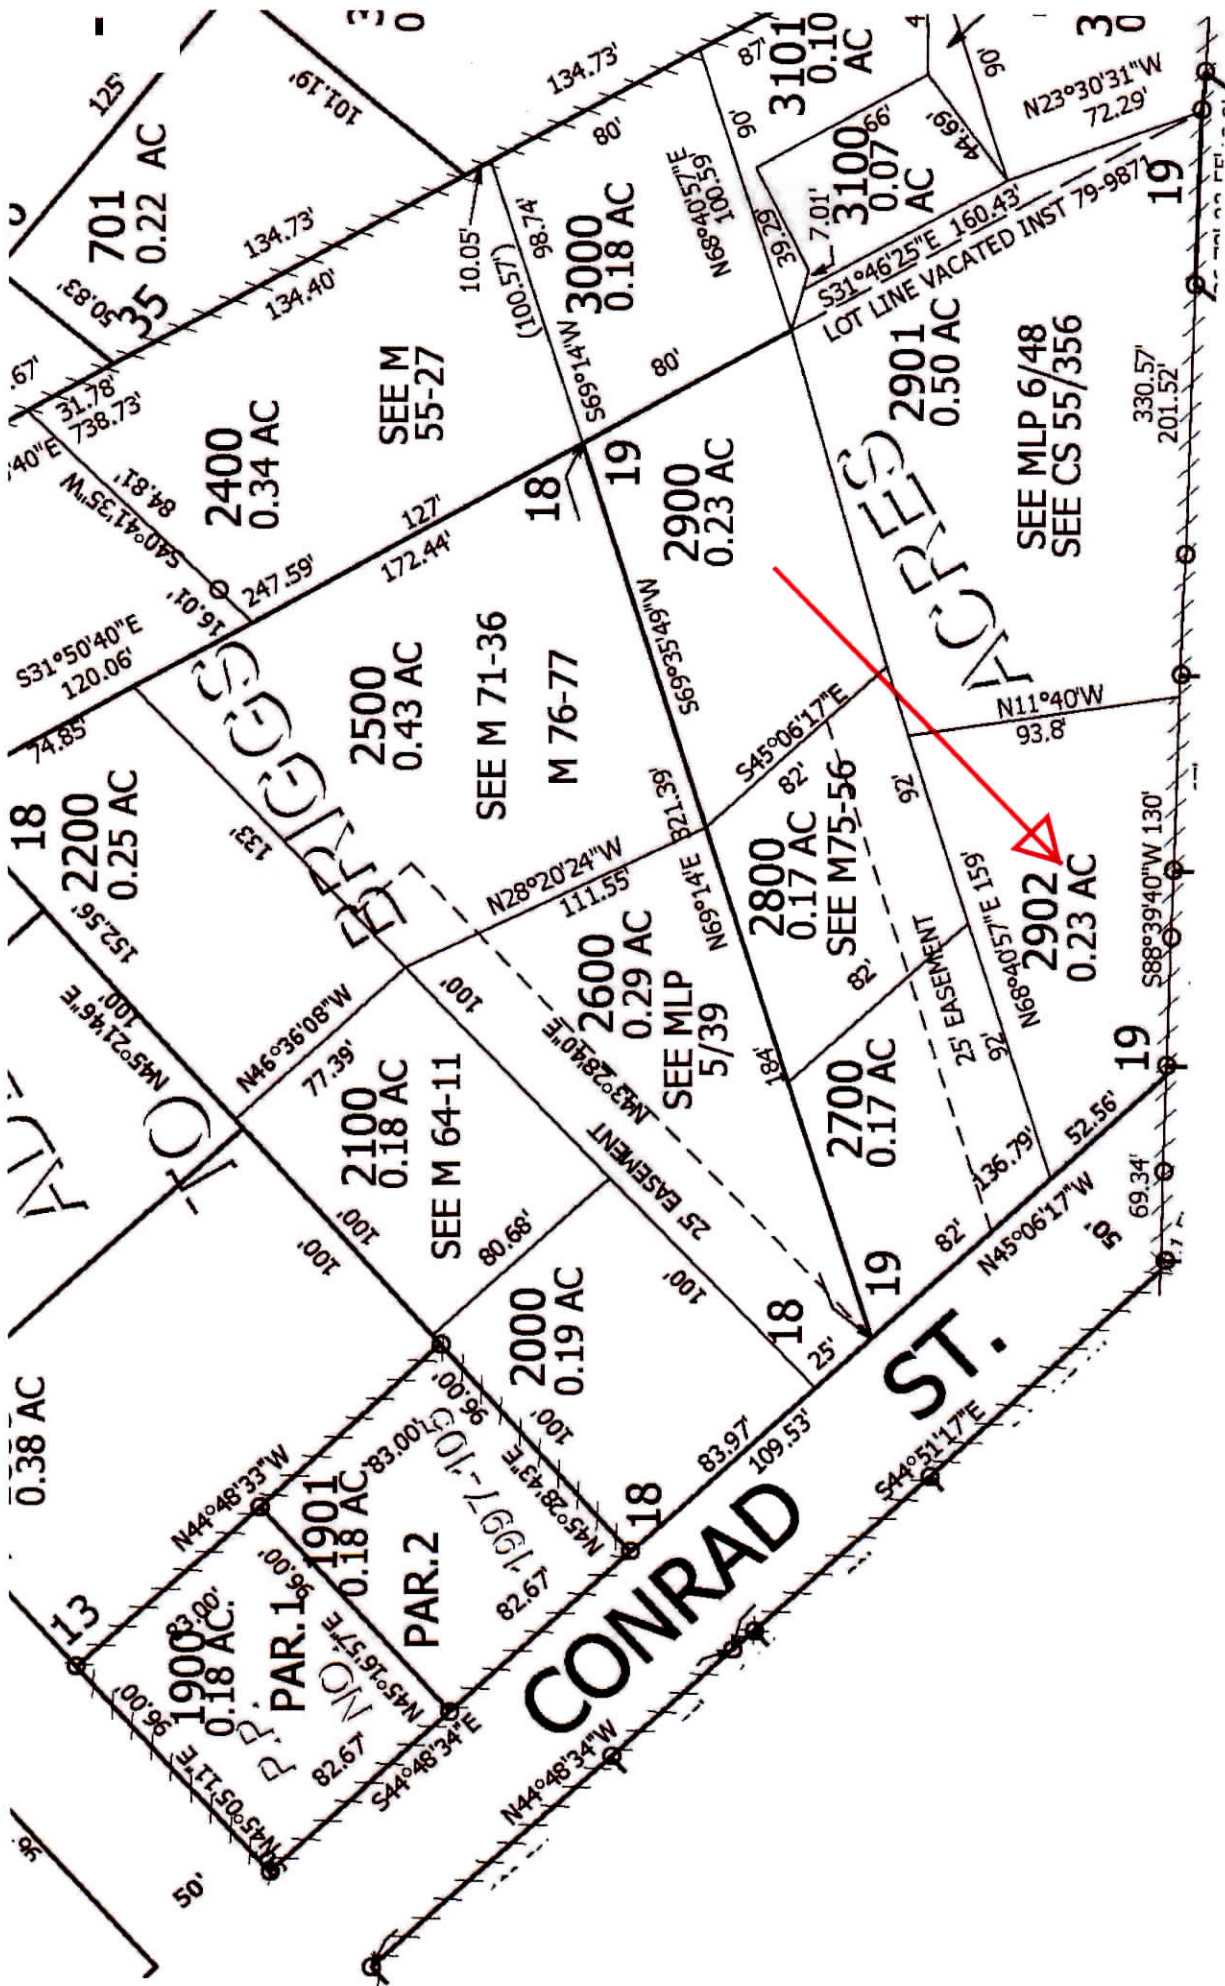 125'
101.19'
134.73'
87'
3101
0.10
AC
90'
N23°30'31"W
72.29'
701
0.22 AC
50.83'
35
134.73'
134.40'
10.05'
80'
N68°40'57"E
100.59'
90'
3100
0.07
AC
66'
44.69'
39.29'
7.01'
S31°46'25"E 160.43'
LOT LINE VACATED INST 79-9871
19
98.74'
(100.57')
3000
0.18 AC
S69°14'W
80'
.67'
31.78'
738.73'
'40"E
84.81'
S40°41'35"W
2400
0.34 AC
SEE M
55-27
16.01'
127'
247.59'
172.44'
18
19
2900
0.23 AC
2901
0.50 AC
SEE MLP 6/48
SEE CS 55/356
330.57'
201.52'
ACRES
S31°50'40"E
120.06'
74.85'
BRIGGS
2500
0.43 AC
SEE M 71-36
M 76-77
S69°35'49"W
321.39'
S45°06'17"E
82'
N11°40'W
93.8'
18
2200
0.25 AC
133'
152.56'
N28°20'24"W
111.55'
N69°14'E
2800
0.17 AC
SEE M75-56
92'
2902
0.23 AC
N68°40'57"E 159'
S88°39'40"W 130'
25' EASEMENT
92'
82'
100'
N45°21'46"E
N46°36'08"W
77.39'
100'
2600
0.29 AC
SEE MLP
5/39
N43°28'40"E
184'
2700
0.17 AC
19
2100
0.18 AC
SEE M 64-11
25' EASEMENT
100'
100'
80.68'
100'
136.79'
52.56'
82'
N45°06'17"W
50'
69.34'
2000
0.19 AC
18
25'
19
96.00'
100'
N45°28'43"E
83.97'
109.53'
CONRAD ST.
S44°51'17"E
0.38 AC
N44°48'33"W
1901
0.18 AC
83.00'
96.00'
PAR.2
82.67'
18
13
83.00'
1900
0.18 AC.
PAR.1
P.P. NO. 1997-109
N45°16'57"E
96.00'
N45°05'11"E
82.67'
S44°48'34"E
N44°48'34"W
50'